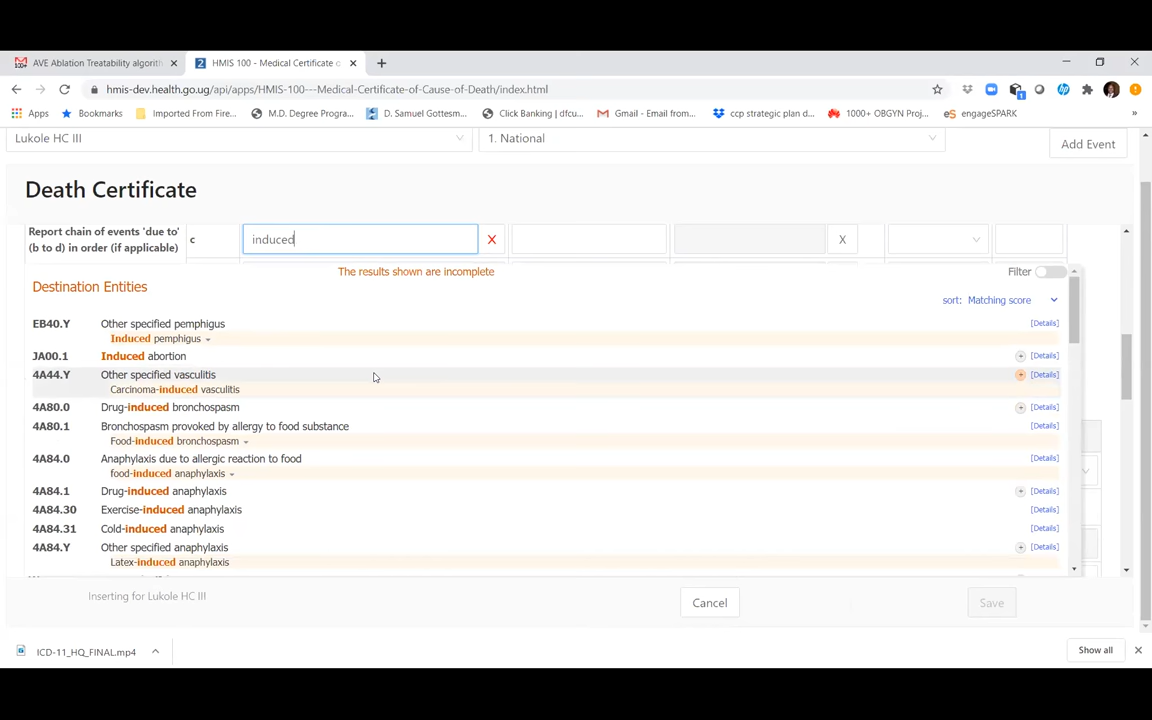 AVE Ablation Treatability algorith
HMIS 100 - Medical Certificate o
hmis-dev.health.go.ug/api/apps/HMIS-100---Medical-Certificate-of-Cause-of-Death/index.html
Apps Bookmarks Imported From Fire... M.D. Degree Progra... D. Samuel Gottesm... Click Banking | dfcu... Gmail - Email from... ccp strategic plan d... 1000+ OBGYN Proj... eS engageSPARK »
Lukole HC III 1. National Add Event
Death Certificate
Report chain of events 'due to'
(b to d) in order (if applicable)
c induced X X
The results shown are incomplete
Filter
Destination Entities
sort: Matching score
EB40.Y Other specified pemphigus [Details]
Induced pemphigus
JA00.1 Induced abortion [Details]
4A44.Y Other specified vasculitis [Details]
Carcinoma-induced vasculitis
4A80.0 Drug-induced bronchospasm [Details]
4A80.1 Bronchospasm provoked by allergy to food substance [Details]
Food-induced bronchospasm
4A84.0 Anaphylaxis due to allergic reaction to food [Details]
food-induced anaphylaxis
4A84.1 Drug-induced anaphylaxis [Details]
4A84.30 Exercise-induced anaphylaxis [Details]
4A84.31 Cold-induced anaphylaxis [Details]
4A84.Y Other specified anaphylaxis [Details]
Latex-induced anaphylaxis
Inserting for Lukole HC III Cancel Save
ICD-11_HQ_FINAL.mp4 Show all